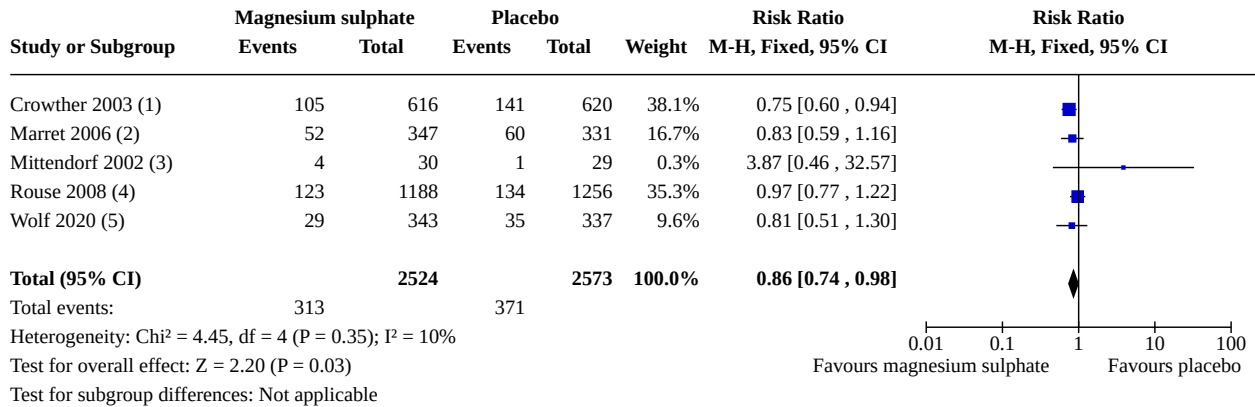 Magnesium sulphate Placebo Risk Ratio Risk Ratio
Study or Subgroup Events Total Events Total Weight M-H, Fixed, 95% CI M-H, Fixed, 95% CI
Crowther 2003 (1) 105 616 141 620 38.1% 0.75 [0.60 , 0.94]
Marret 2006 (2) 52 347 60 331 16.7% 0.83 [0.59 , 1.16]
Mittendorf 2002 (3) 4 30 1 29 0.3% 3.87 [0.46 , 32.57]
Rouse 2008 (4) 123 1188 134 1256 35.3% 0.97 [0.77 , 1.22]
Wolf 2020 (5) 29 343 35 337 9.6% 0.81 [0.51 , 1.30]
Total (95% CI) 2524 2573 100.0% 0.86 [0.74 , 0.98]
Total events: 313 371
Heterogeneity: Chi² = 4.45, df = 4 (P = 0.35); I² = 10%
0.01 0.1 1 10 100
Test for overall effect: Z = 2.20 (P = 0.03)
Favours magnesium sulphate Favours placebo
Test for subgroup differences: Not applicable